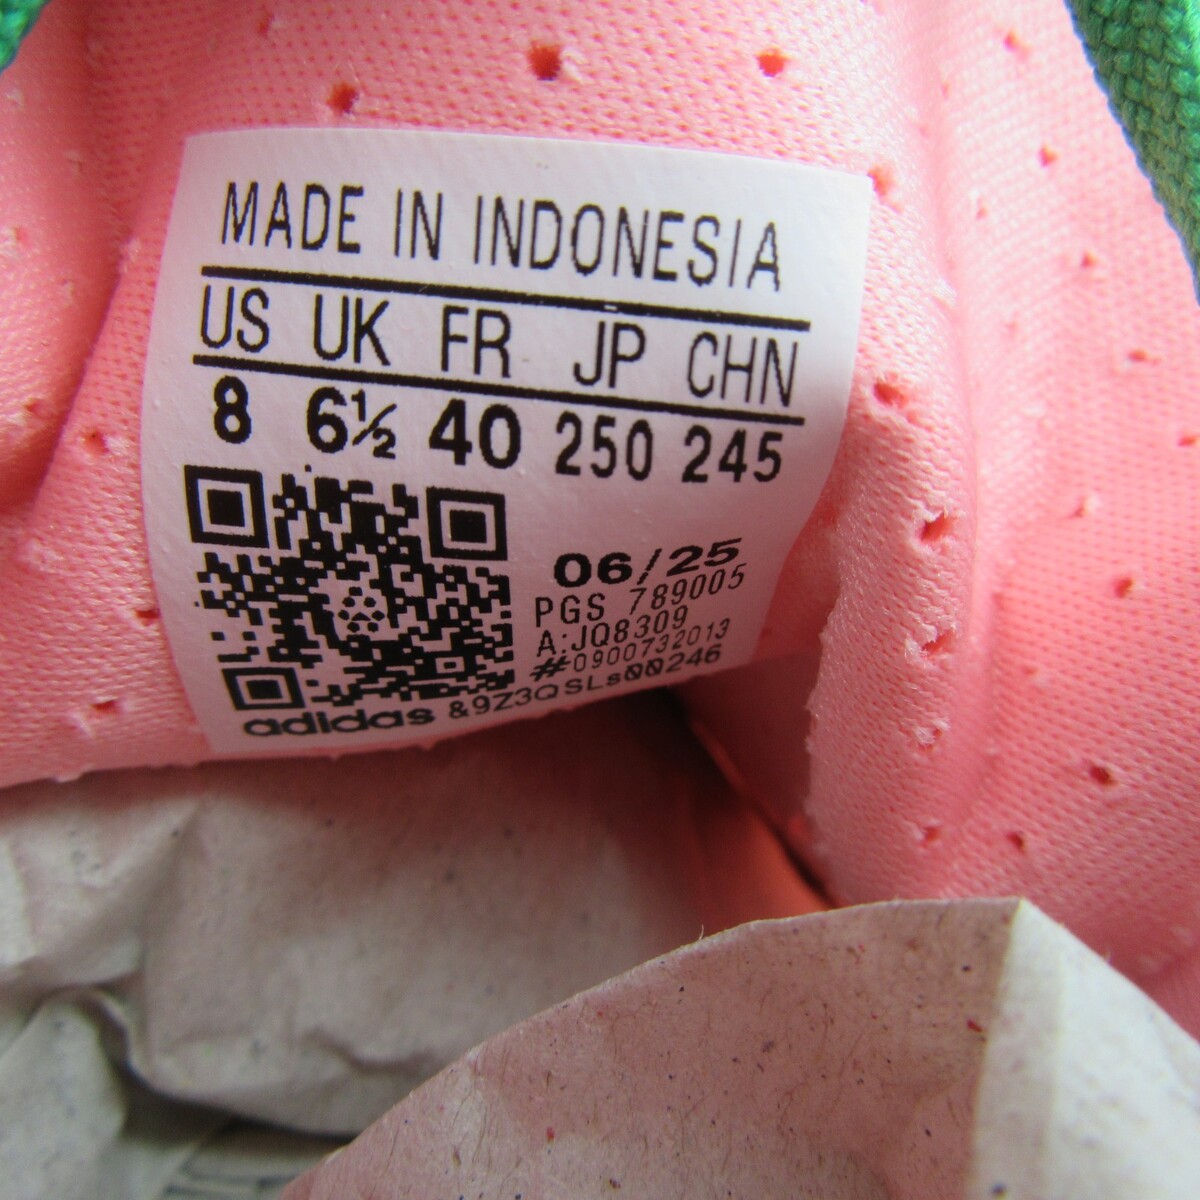 MADE IN INDONESIA
US UK FR JP CHN
8 6½ 40 250 245
06/25
PGS 789005
A:JQ8309
#0900732013
adidas &9Z3QSLs00246